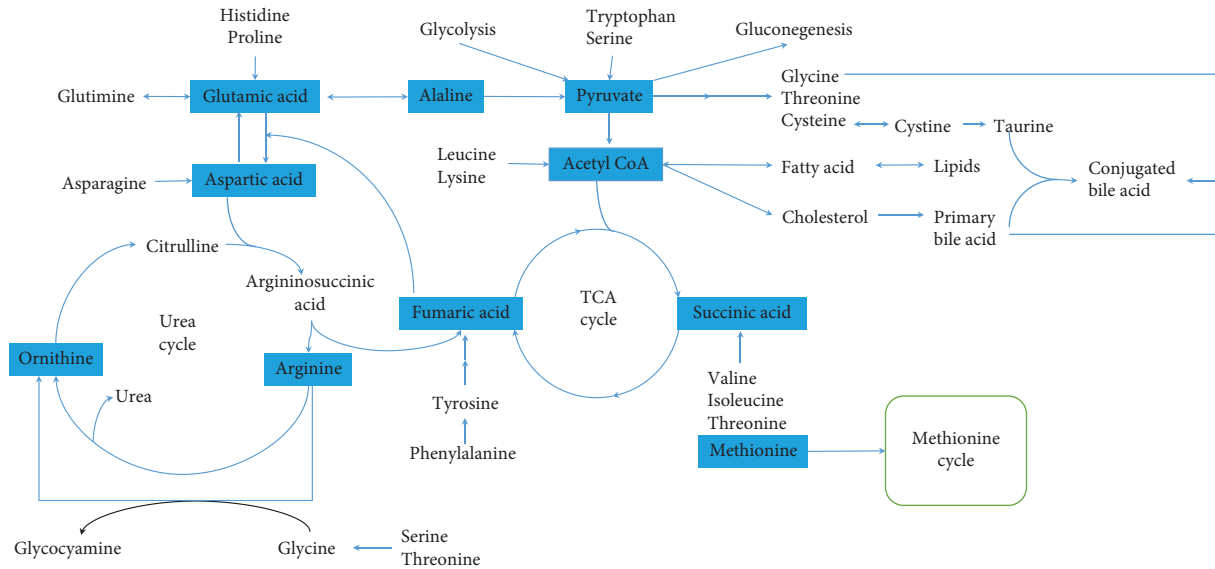 Histidine
Proline
Glycolysis
Tryptophan
Serine
Gluconegenesis
Glutimine
Glutamic acid
Alaline
Pyruvate
Glycine
Threonine
Cysteine
Cystine
Taurine
Asparagine
Aspartic acid
Leucine
Lysine
Acetyl CoA
Fatty acid
Lipids
Conjugated
bile acid
Cholesterol
Primary
bile acid
Citrulline
Argininosuccinic
acid
Fumaric acid
TCA
cycle
Succinic acid
Urea
cycle
Ornithine
Arginine
Urea
Tyrosine
Phenylalanine
Valine
Isoleucine
Threonine
Methionine
Methionine
cycle
Glycocyamine
Glycine
Serine
Threonine